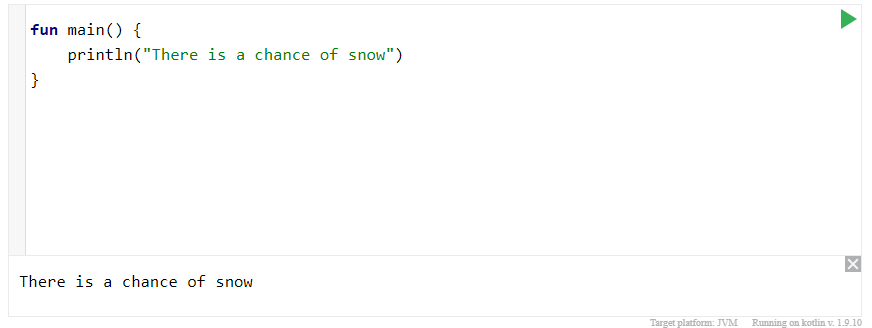 fun main() {
    println("There is a chance of snow")
}
There is a chance of snow
Target platform: JVM Running on kotlin v. 1.9.10